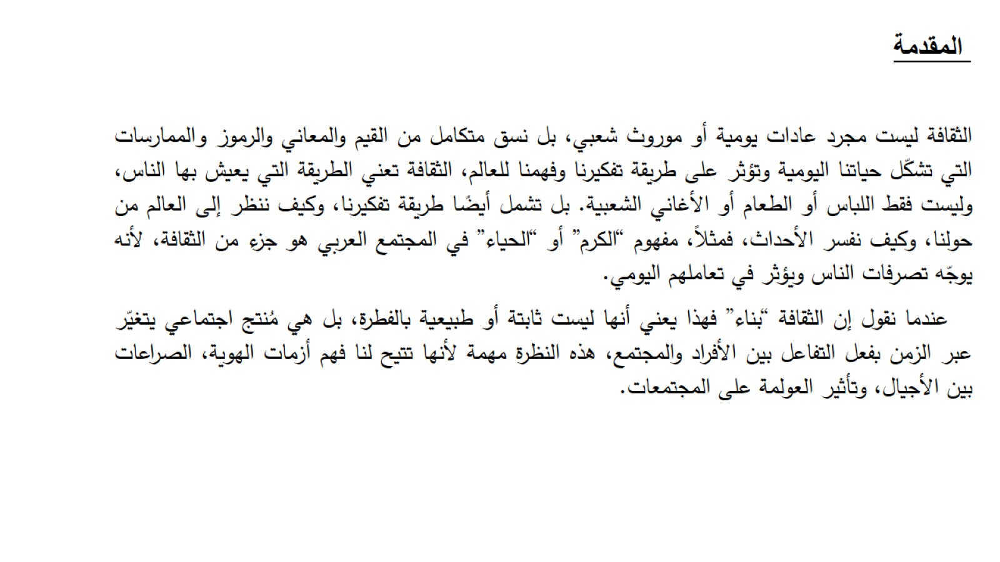 المقدمة
الثقافة ليست مجرد عادات يومية أو موروث شعبي، بل نسق متكامل من القيم والمعاني والرموز والممارسات
التي تشكّل حياتنا اليومية وتؤثر على طريقة تفكيرنا وفهمنا للعالم، الثقافة تعني الطريقة التي يعيش بها الناس،
وليست فقط اللباس أو الطعام أو الأغاني الشعبية. بل تشمل أيضًا طريقة تفكيرنا، وكيف ننظر إلى العالم من
حولنا، وكيف نفسر الأحداث، فمثلاً، مفهوم “الكرم” أو “الحياء” في المجتمع العربي هو جزء من الثقافة، لأنه
يوجّه تصرفات الناس ويؤثر في تعاملهم اليومي.
عندما نقول إن الثقافة “بناء” فهذا يعني أنها ليست ثابتة أو طبيعية بالفطرة، بل هي مُنتج اجتماعي يتغيّر
عبر الزمن بفعل التفاعل بين الأفراد والمجتمع، هذه النظرة مهمة لأنها تتيح لنا فهم أزمات الهوية، الصراعات
بين الأجيال، وتأثير العولمة على المجتمعات.